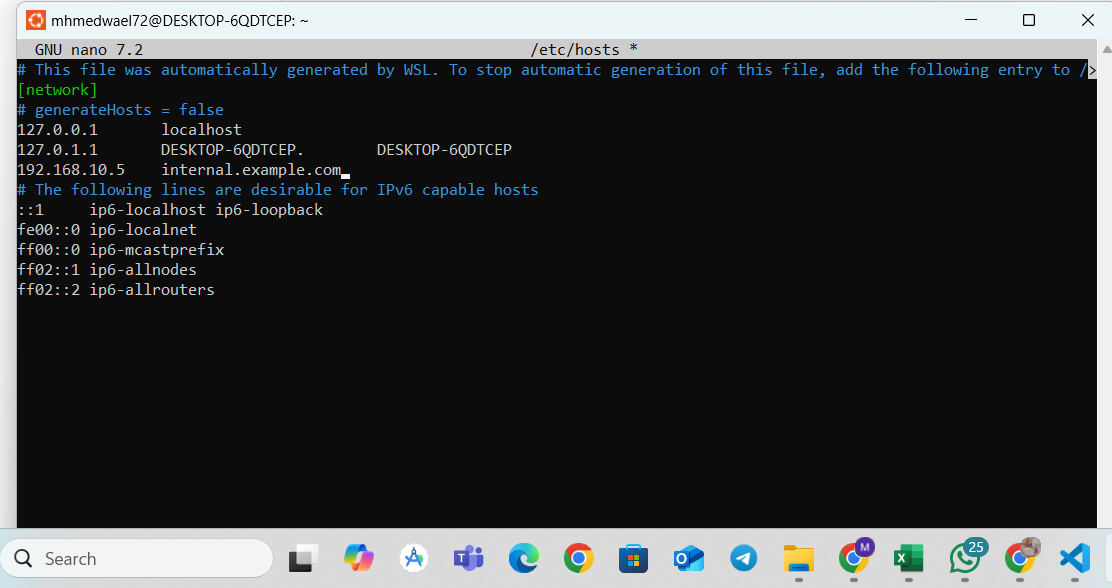 mhmedwael72@DESKTOP-6QDTCEP: ~
GNU nano 7.2 /etc/hosts *
# This file was automatically generated by WSL. To stop automatic generation of this file, add the following entry to />
[network]
# generateHosts = false
127.0.0.1 localhost
127.0.1.1 DESKTOP-6QDTCEP. DESKTOP-6QDTCEP
192.168.10.5 internal.example.com
# The following lines are desirable for IPv6 capable hosts
::1 ip6-localhost ip6-loopback
fe00::0 ip6-localnet
ff00::0 ip6-mcastprefix
ff02::1 ip6-allnodes
ff02::2 ip6-allrouters
Search
M
25